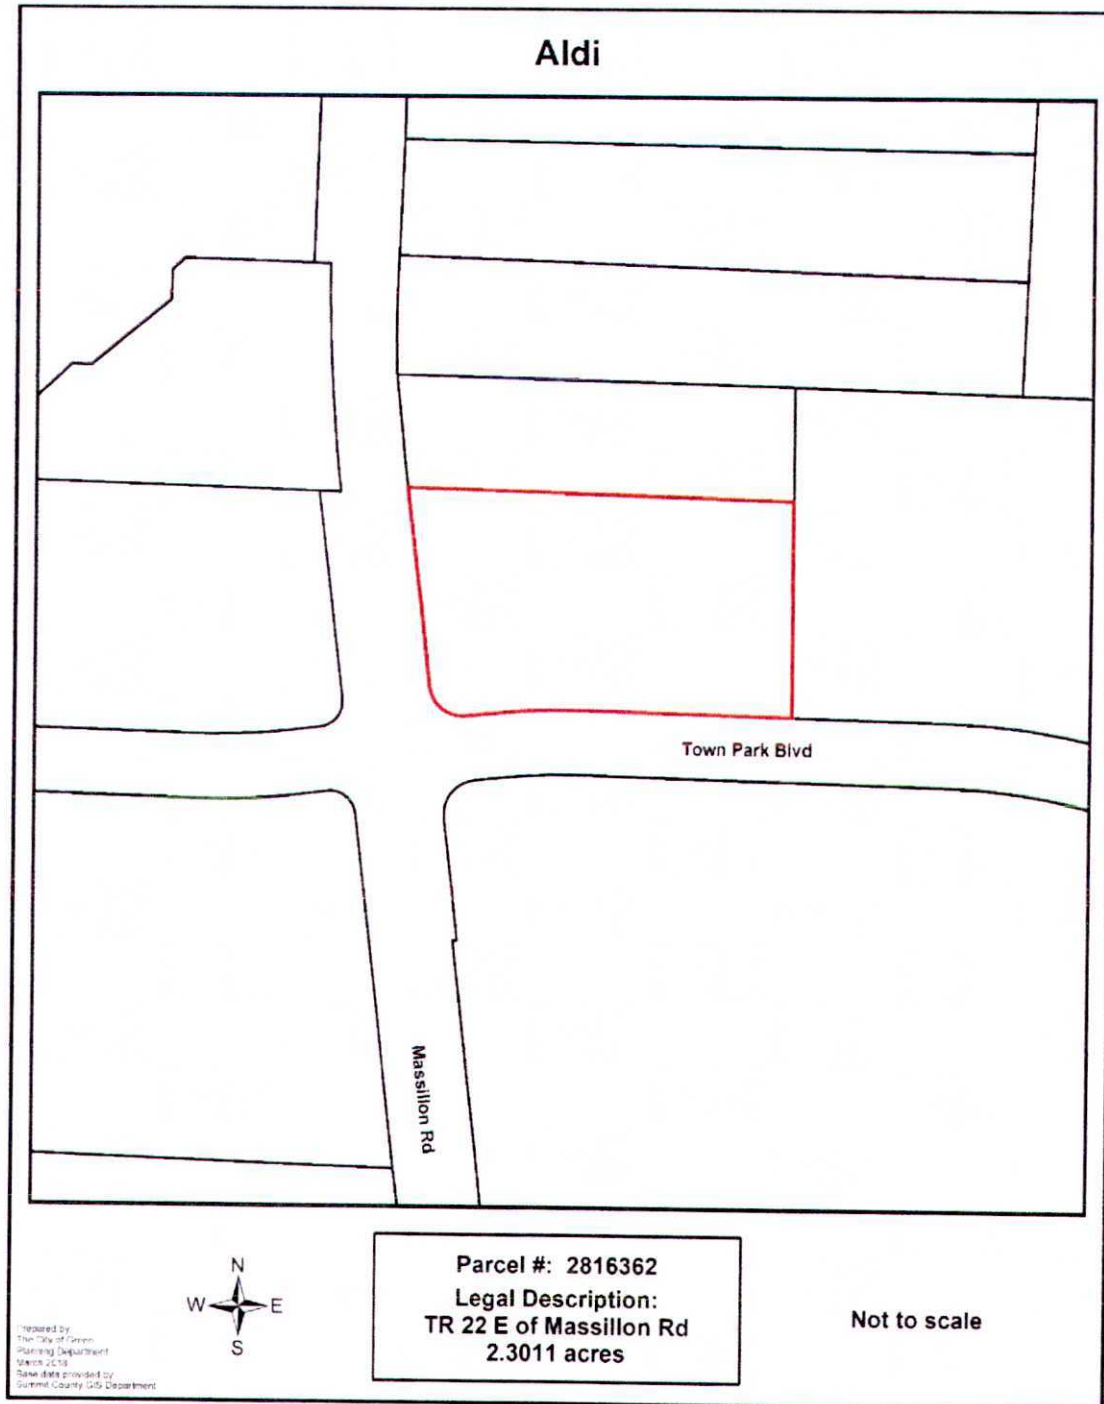 Aldi
Town Park Blvd
Massillon Rd
N
W E
S
Parcel #: 2816362
Legal Description:
TR 22 E of Massillon Rd
2.3011 acres
Not to scale
Prepared by
The City of Green
Planning Department
March
Base data provided by
Summit County GIS Department